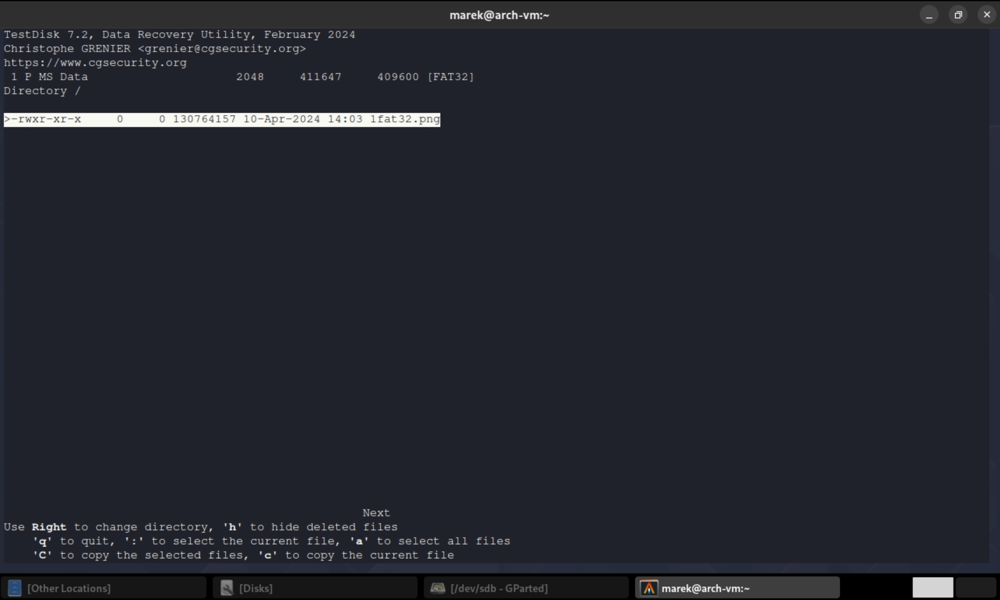 marek@arch-vm:~
TestDisk 7.2, Data Recovery Utility, February 2024
Christophe GRENIER <grenier@cgsecurity.org>
https://www.cgsecurity.org
 1 P MS Data                     2048     411647     409600 [FAT32]
Directory /
>-rwxr-xr-x     0     0 130764157 10-Apr-2024 14:03 1fat32.png
Next
Use Right to change directory, 'h' to hide deleted files
    'q' to quit, ':' to select the current file, 'a' to select all files
    'C' to copy the selected files, 'c' to copy the current file
[Other Locations]
[Disks]
[/dev/sdb - GParted]
marek@arch-vm:~